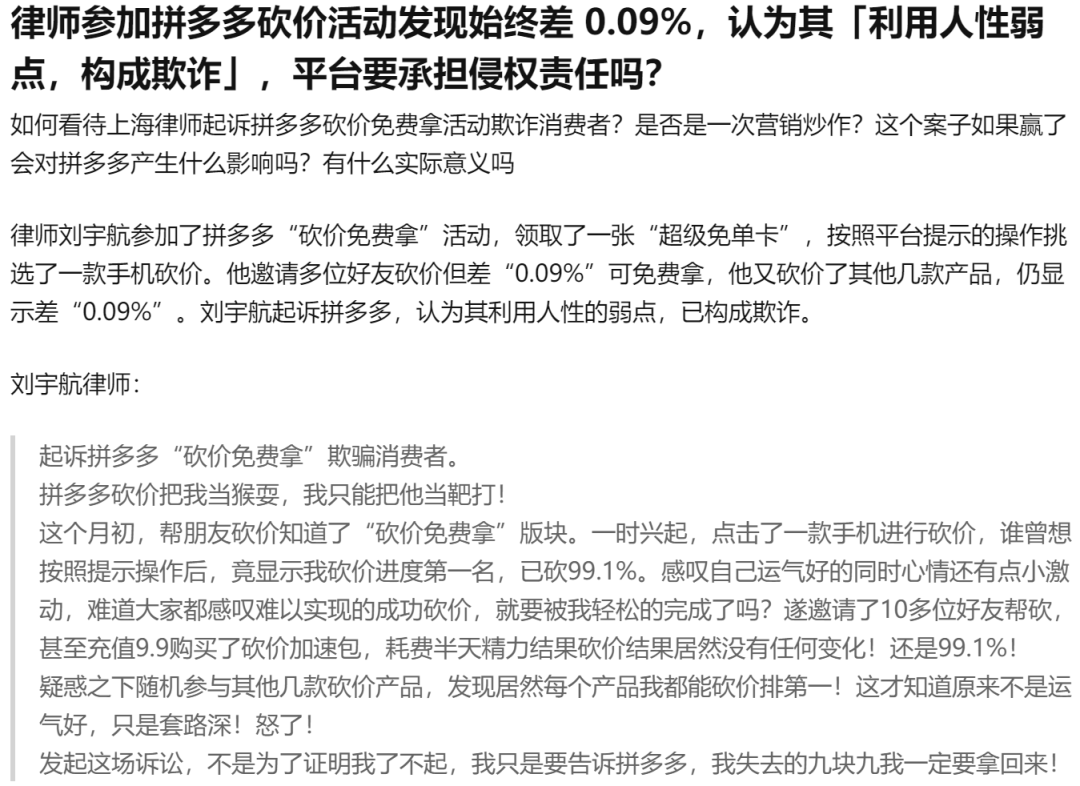 律师参加拼多多砍价活动发现始终差 0.09%，认为其「利用人性弱
点，构成欺诈」，平台要承担侵权责任吗？
如何看待上海律师起诉拼多多砍价免费拿活动欺诈消费者？是否是一次营销炒作？这个案子如果赢了
会对拼多多产生什么影响吗？有什么实际意义吗
律师刘宇航参加了拼多多“砍价免费拿”活动，领取了一张“超级免单卡”，按照平台提示的操作挑
选了一款手机砍价。他邀请多位好友砍价但差“0.09%”可免费拿，他又砍价了其他几款产品，仍显
示差“0.09%”。刘宇航起诉拼多多，认为其利用人性的弱点，已构成欺诈。
刘宇航律师：
起诉拼多多“砍价免费拿”欺骗消费者。
拼多多砍价把我当猴耍，我只能把他当靶打！
这个月初，帮朋友砍价知道了“砍价免费拿”版块。一时兴起，点击了一款手机进行砍价，谁曾想
按照提示操作后，竟显示我砍价进度第一名，已砍99.1%。感叹自己运气好的同时心情还有点小激
动，难道大家都感叹难以实现的成功砍价，就要被我轻松的完成了吗？遂邀请了10多位好友帮砍，
甚至充值9.9购买了砍价加速包，耗费半天精力结果砍价结果居然没有任何变化！还是99.1%！
疑惑之下随机参与其他几款砍价产品，发现居然每个产品我都能砍价排第一！这才知道原来不是运
气好，只是套路深！怒了！
发起这场诉讼，不是为了证明我了不起，我只是要告诉拼多多，我失去的九块九我一定要拿回来！